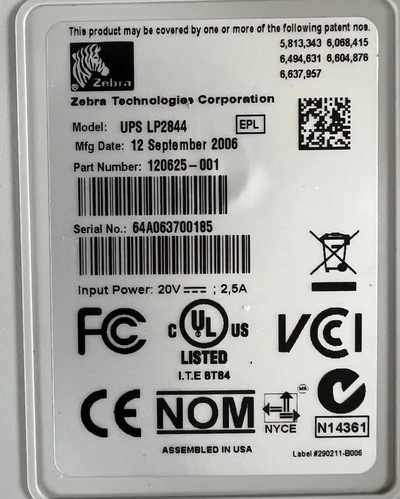 This product may be covered by one or more of the following patent nos.
5,813,343 6,068,415
6,494,631 6,604,876
6,637,957
Zebra
Zebra Technologies Corporation
Model: UPS LP2844 EPL
Mfg Date: 12 September 2006
Part Number: 120625-001
Serial No.: 64A063700185
Input Power: 20V ; 2,5A
FC C UL US VCCI
LISTED
I.T.E 8T84
CE NOM NYCE N14361
ASSEMBLED IN USA
Label #290211-B006